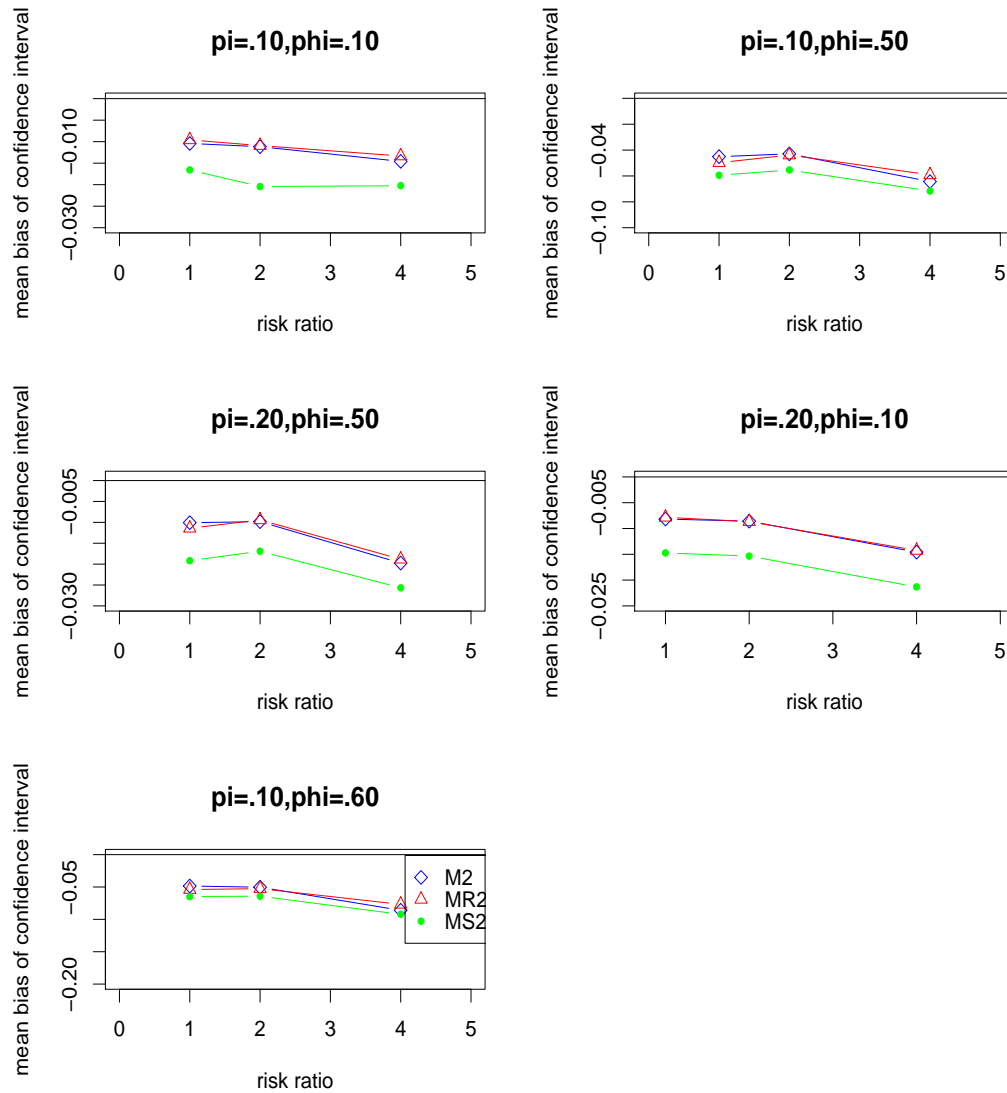 pi=.10,phi=.10
mean bias of confidence interval
−0.010
−0.030
0 1 2 3 4 5
risk ratio
pi=.10,phi=.50
mean bias of confidence interval
−0.04
−0.10
0 1 2 3 4 5
risk ratio
pi=.20,phi=.50
mean bias of confidence interval
−0.005
−0.030
0 1 2 3 4 5
risk ratio
pi=.20,phi=.10
mean bias of confidence interval
−0.005
−0.025
1 2 3 4 5
risk ratio
pi=.10,phi=.60
mean bias of confidence interval
−0.05
−0.20
M2
MR2
MS2
0 1 2 3 4 5
risk ratio